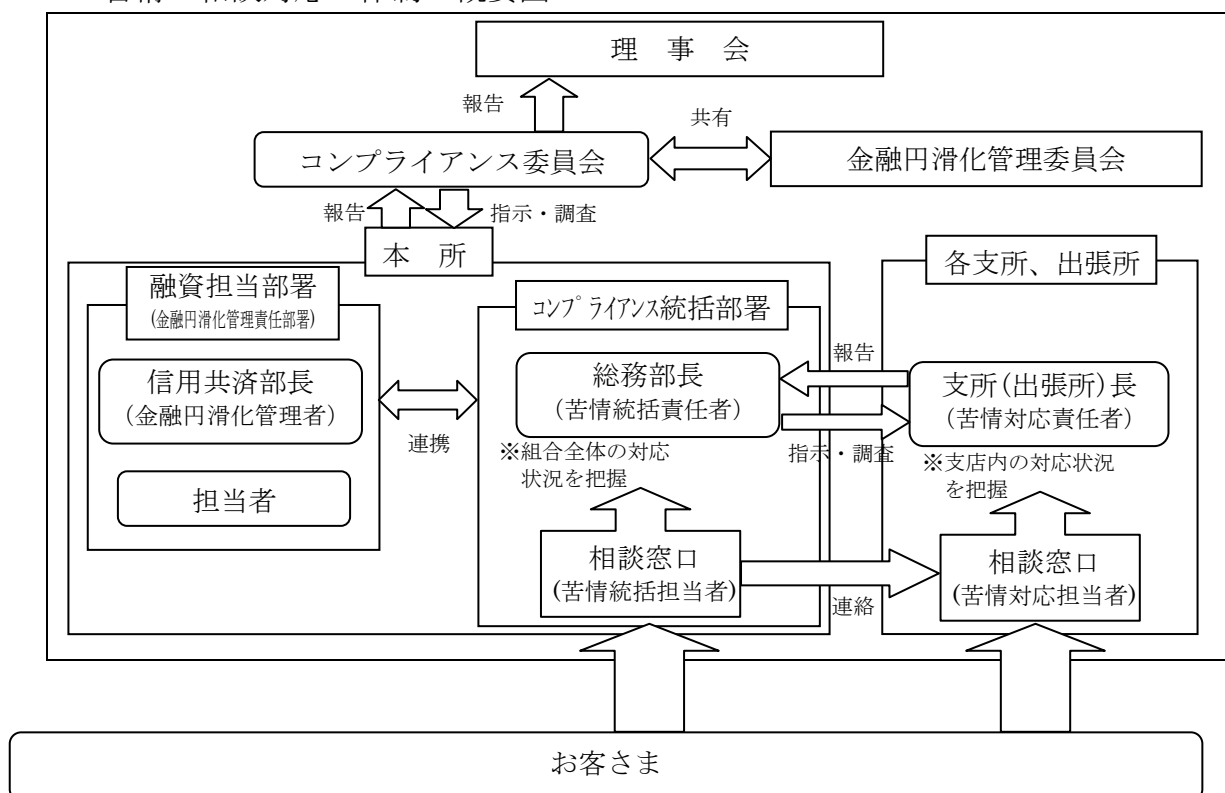 理　事　会
報告
共有
コンプライアンス委員会
金融円滑化管理委員会
報告
指示・調査
本　所
各支所、出張所
融資担当部署
(金融円滑化管理責任部署)
コンプライアンス統括部署
信用共済部長
(金融円滑化管理者)
連携
総務部長
(苦情統括責任者)
報告
指示・調査
支所(出張所)長
(苦情対応責任者)
※組合全体の対応
状況を把握
※支店内の対応状況
を把握
担当者
相談窓口
(苦情統括担当者)
連絡
相談窓口
(苦情対応担当者)
お客さま